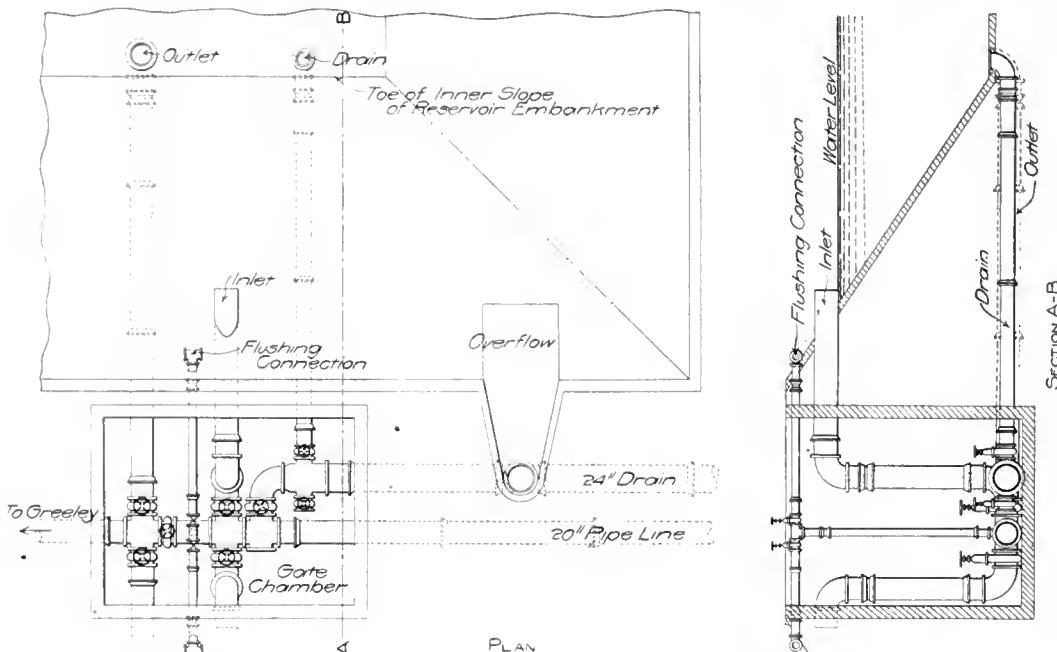 B
Outlet
Drain
Toe of Inner Slope
of Reservoir Embankment
Inlet
Flushing
Connection
Overflow
24" Drain
To Greeley
20" Pipe Line
Gate
Chamber
A
PLAN
Flushing Connection
Inlet
Water Level
Drain
Outlet
SECTION A-B